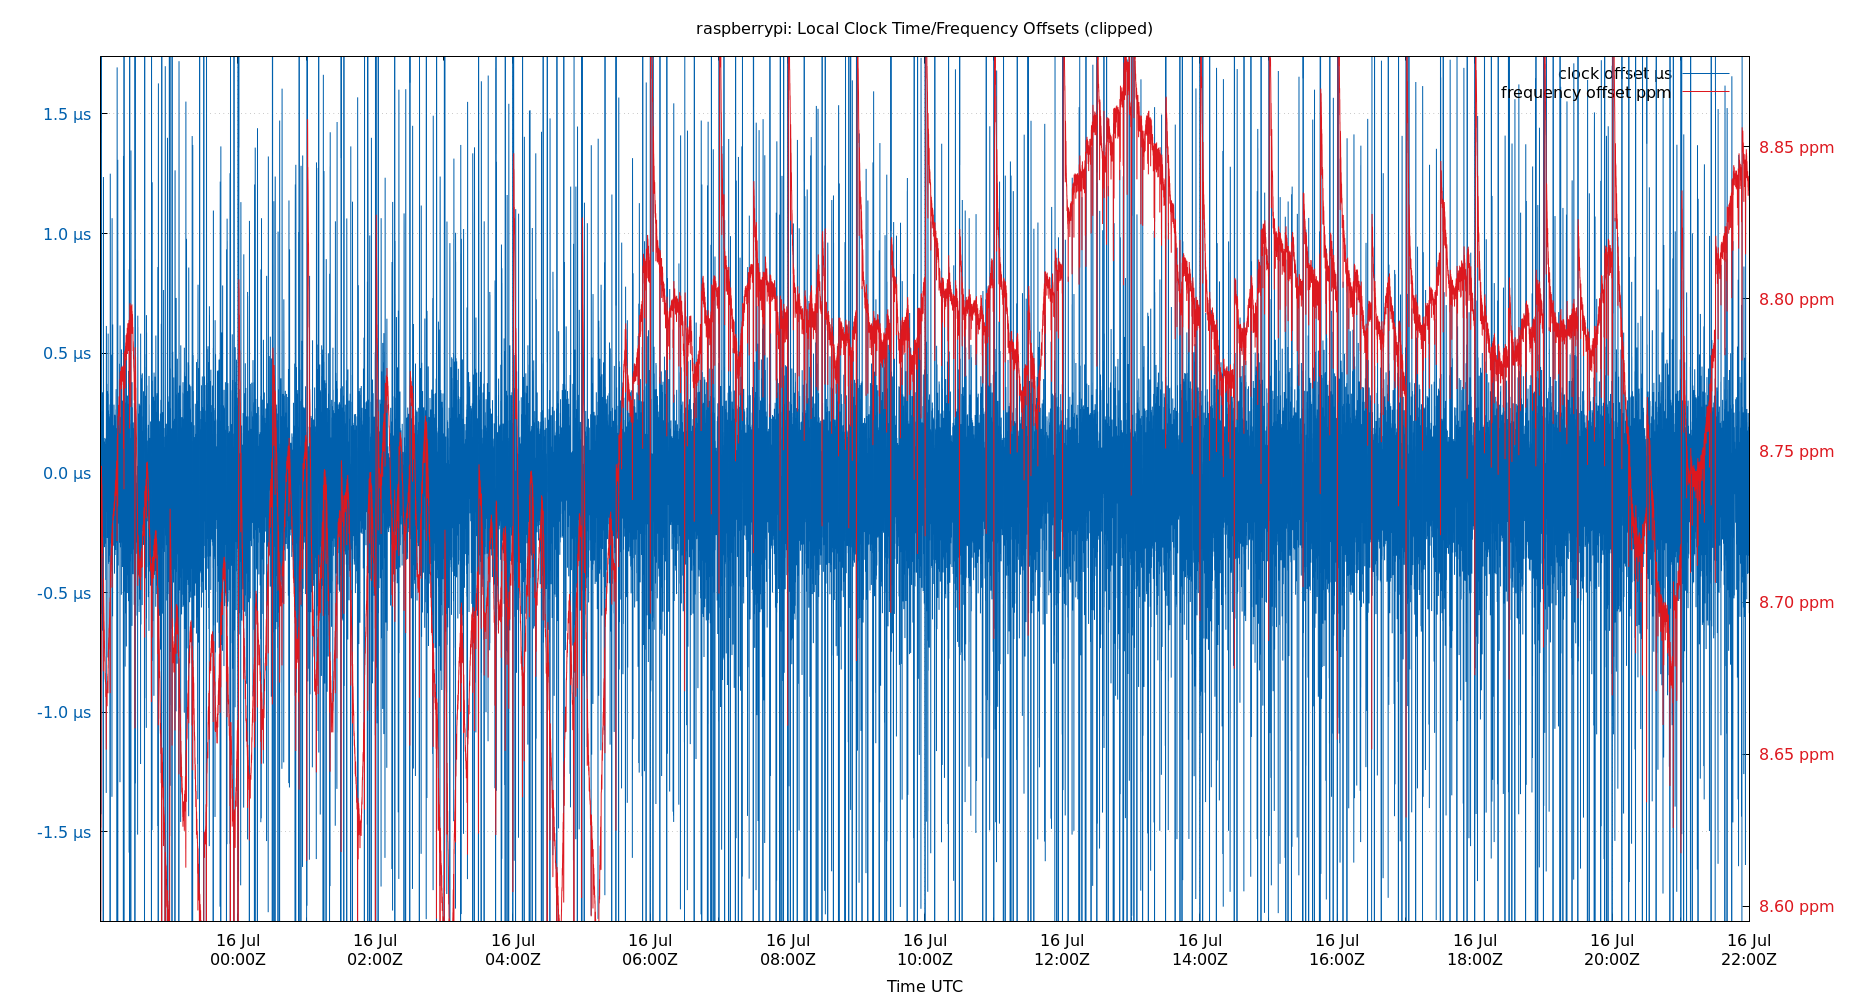 raspberrypi: Local Clock Time/Frequency Offsets (clipped)
clock offset µs
frequency offset ppm
1.5 µs
1.0 µs
0.5 µs
0.0 µs
-0.5 µs
-1.0 µs
-1.5 µs
8.85 ppm
8.80 ppm
8.75 ppm
8.70 ppm
8.65 ppm
8.60 ppm
16 Jul 16 Jul 16 Jul 16 Jul 16 Jul 16 Jul 16 Jul 16 Jul 16 Jul 16 Jul 16 Jul 16 Jul
00:00Z 02:00Z 04:00Z 06:00Z 08:00Z 10:00Z 12:00Z 14:00Z 16:00Z 18:00Z 20:00Z 22:00Z
Time UTC